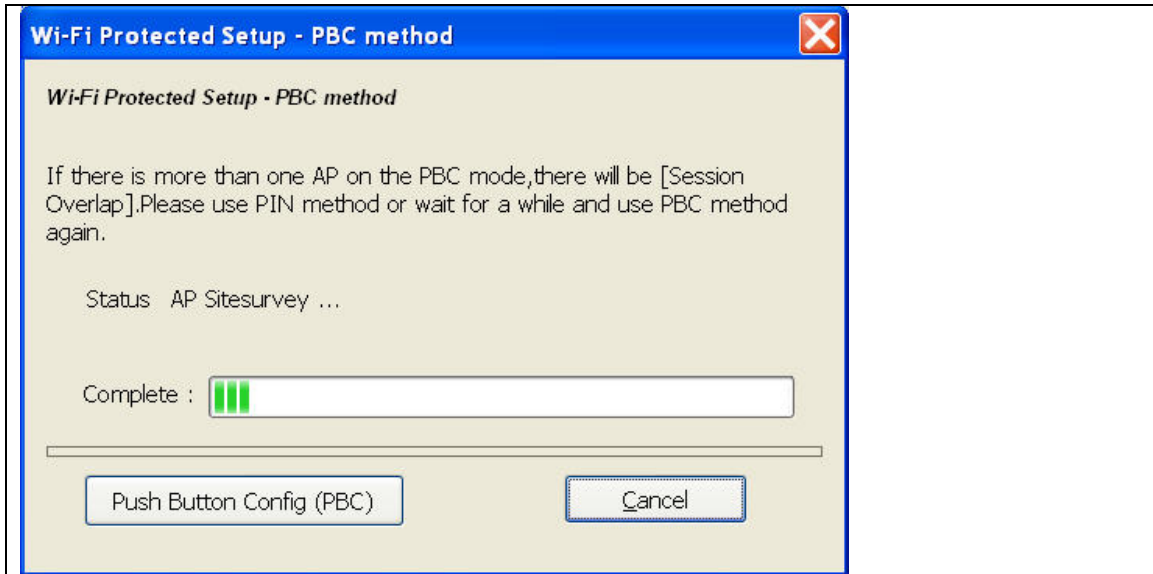 Wi-Fi Protected Setup - PBC method
Wi-Fi Protected Setup - PBC method
If there is more than one AP on the PBC mode,there will be [Session
Overlap].Please use PIN method or wait for a while and use PBC method
again.
Status AP Sitesurvey ...
Complete :
Push Button Config (PBC) Cancel